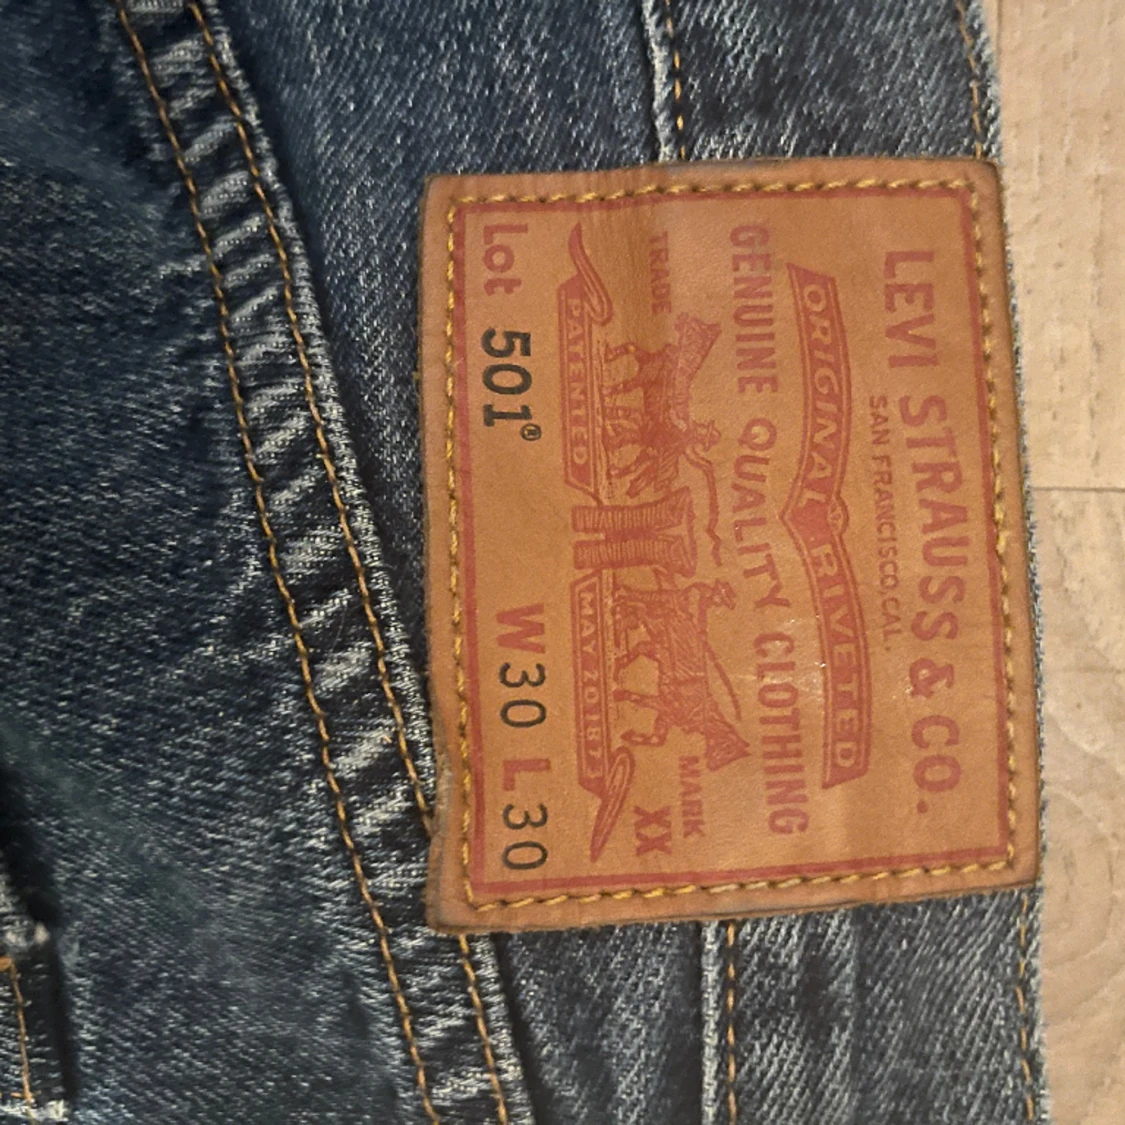 LEVI STRAUSS & CO.
SAN FRANCISCO, CAL.
ORIGINAL RIVETED
GENUINE QUALITY CLOTHING
TRADE MARK
XX
PATENTED MAY 20 1873
Lot 501® W30 L30